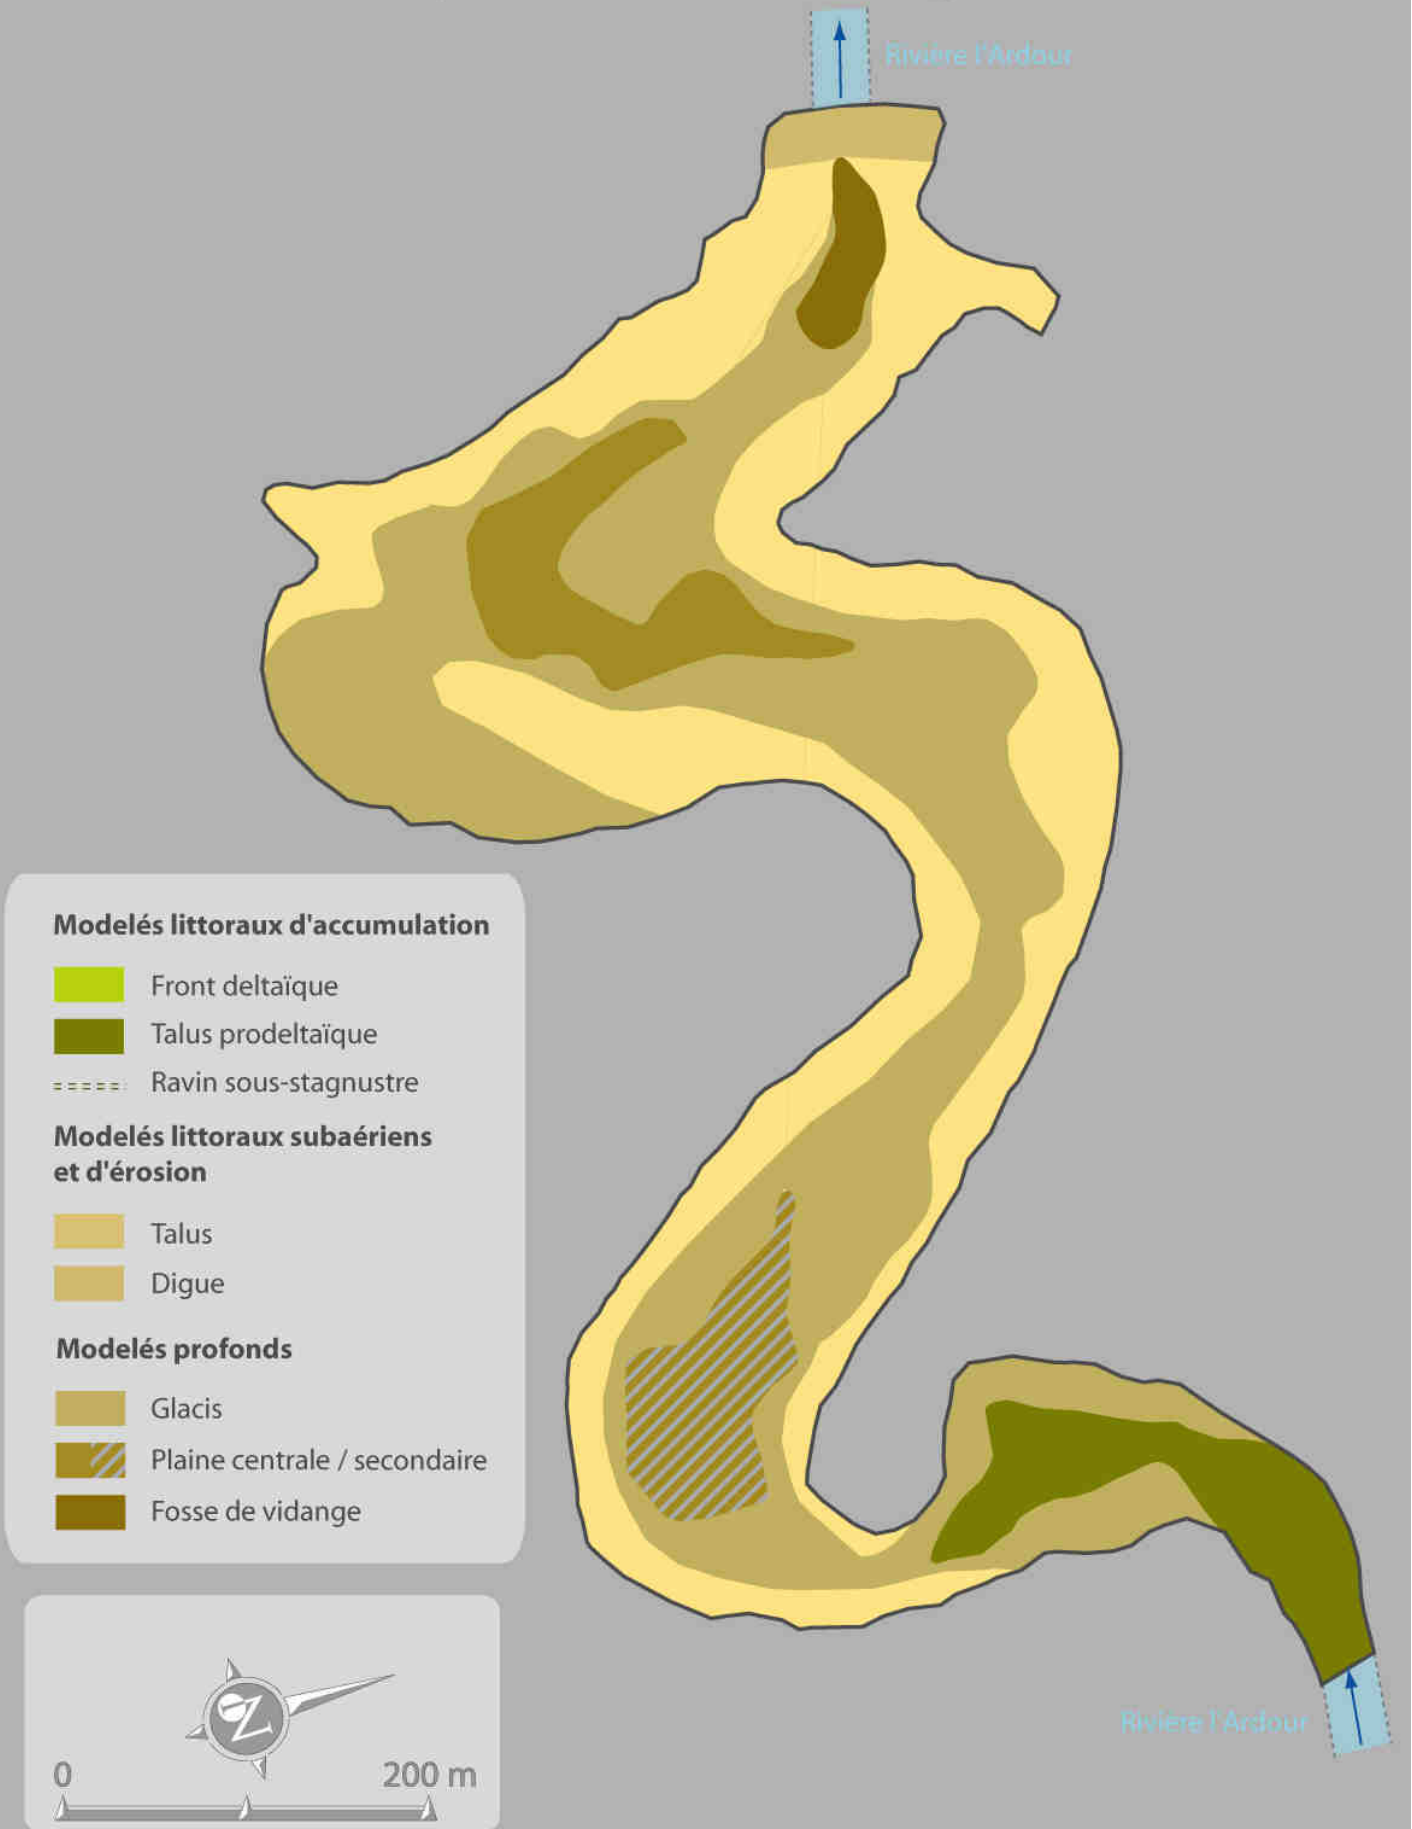 Rivière l'Ardour
Modelés littoraux d'accumulation
Front deltaïque
Talus prodeltaïque
Ravin sous-stagnustre
Modelés littoraux subaériens
et d'érosion
Talus
Digue
Modelés profonds
Glacis
Plaine centrale / secondaire
Fosse de vidange
N
0 200 m
Rivière l'Ardour